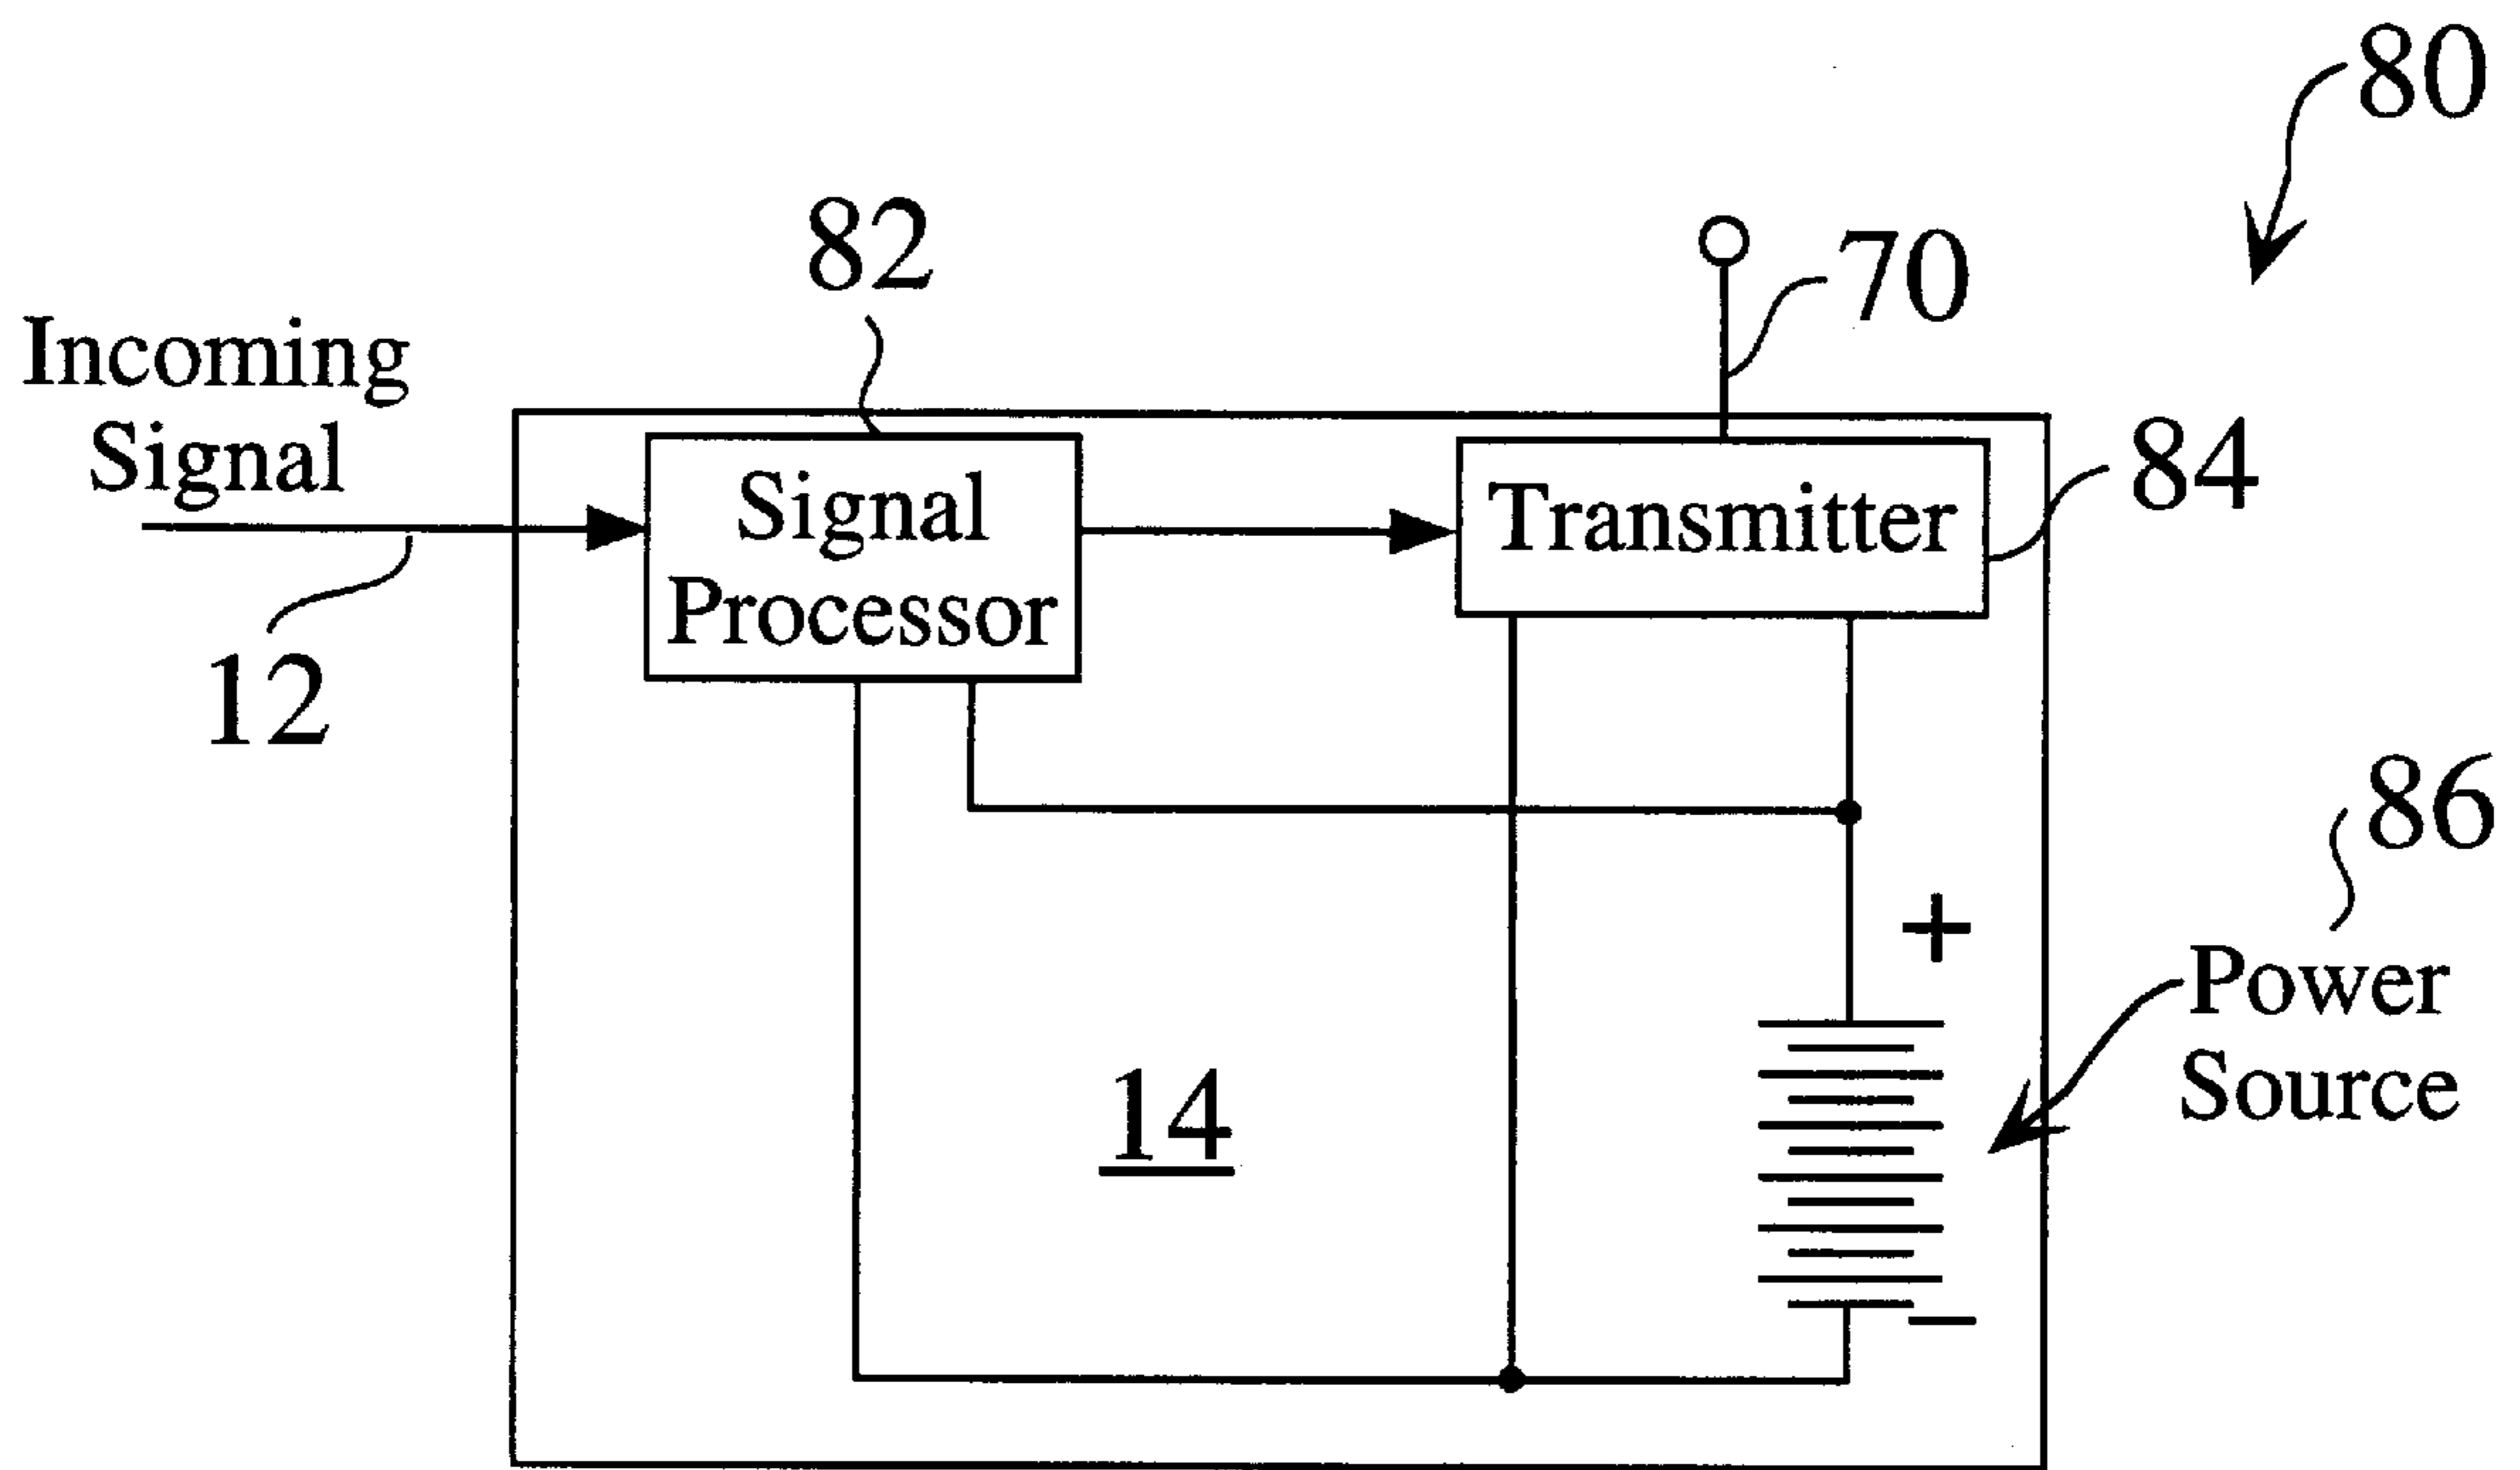 80
82
70
Incoming
Signal
84
Signal
Processor
Transmitter
12
86
+
Power
Source
14
−